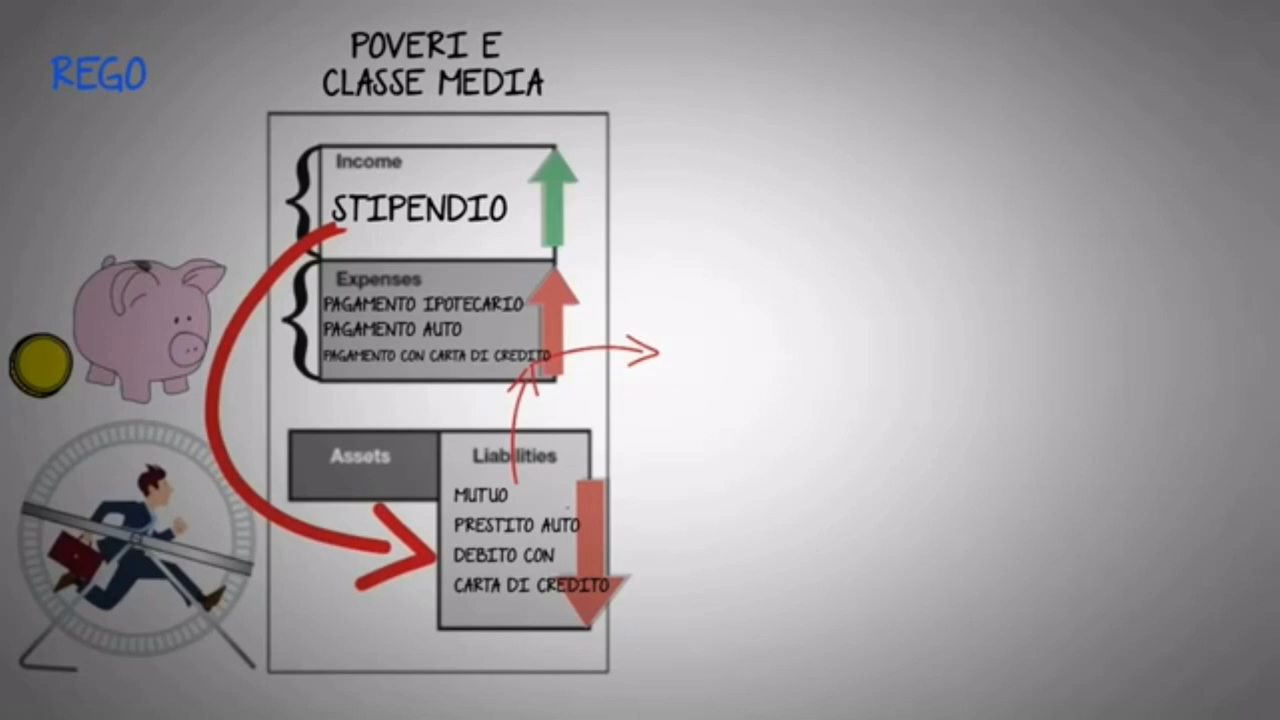 REGO
POVERI E
CLASSE MEDIA
Income
STIPENDIO
Expenses
PAGAMENTO IPOTECARIO
PAGAMENTO AUTO
PAGAMENTO CON CARTA DI CREDITO
Assets
Liabilities
MUTUO
PRESTITO AUTO
DEBITO CON
CARTA DI CREDITO